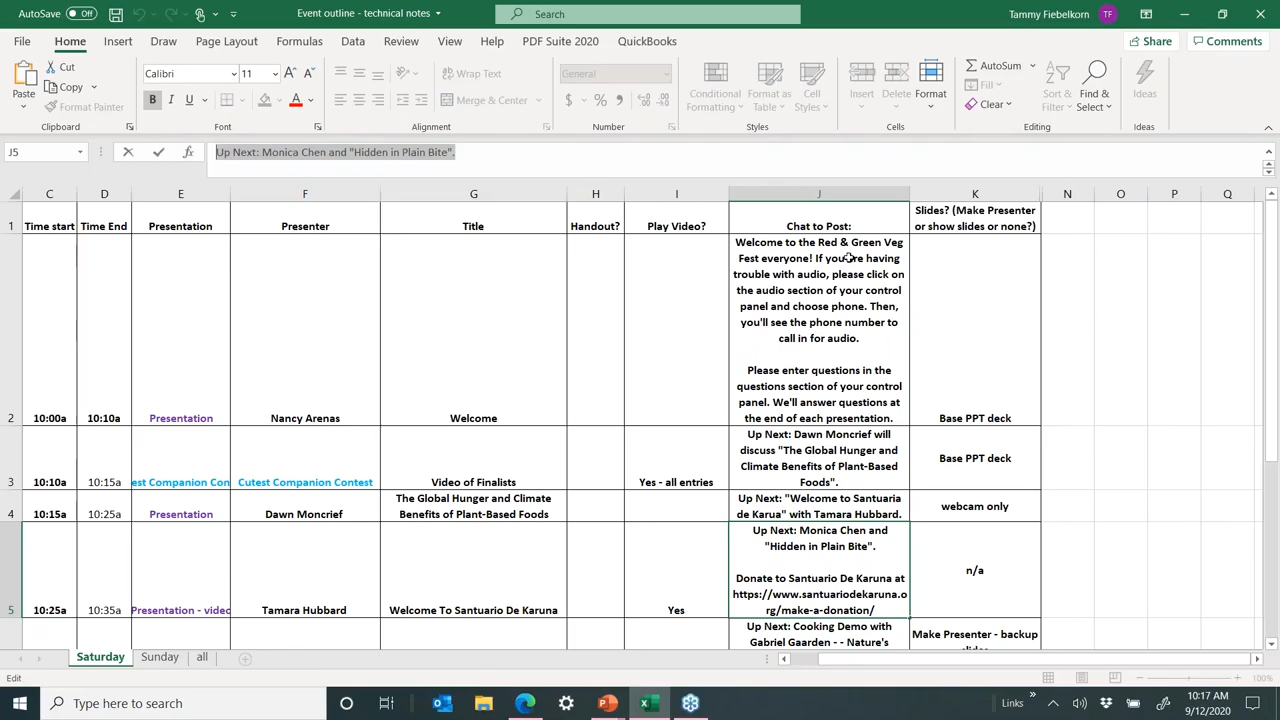 AutoSave Off
Event outline - technical notes
Search
Tammy Fiebelkorn TF
File Home Insert Draw Page Layout Formulas Data Review View Help PDF Suite 2020 QuickBooks Share Comments
Paste Cut Copy Format Painter Clipboard
Calibri 11 B I U A Font
Wrap Text Merge & Center Alignment
General $ % Number
Conditional Formatting Format as Table Cell Styles Styles
Insert Delete Format Cells
AutoSum Fill Clear Sort & Filter Find & Select Editing
Ideas Ideas
J5 fx Up Next: Monica Chen and "Hidden in Plain Bite".
C D E F G H I J K N O P Q
1 Time start Time End Presentation Presenter Title Handout? Play Video? Chat to Post: Slides? (Make Presenter
or show slides or none?)
Welcome to the Red & Green Veg
Fest everyone! If you're having
trouble with audio, please click on
the audio section of your control
panel and choose phone. Then,
you'll see the phone number to
call in for audio.
Please enter questions in the
questions section of your control
panel. We'll answer questions at
the end of each presentation.
2 10:00a 10:10a Presentation Nancy Arenas Welcome Base PPT deck
Up Next: Dawn Moncrief will
discuss "The Global Hunger and
Climate Benefits of Plant-Based
Foods".
3 10:10a 10:15a est Companion Con Cutest Companion Contest Video of Finalists Yes - all entries Base PPT deck
4 10:15a 10:25a Presentation Dawn Moncrief The Global Hunger and Climate
Benefits of Plant-Based Foods
Up Next: "Welcome to Santuaria
de Karua" with Tamara Hubbard.
webcam only
Up Next: Monica Chen and
"Hidden in Plain Bite".
Donate to Santuario De Karuna at
https://www.santuariodekaruna.o
rg/make-a-donation/
5 10:25a 10:35a Presentation - video Tamara Hubbard Welcome To Santuario De Karuna Yes n/a
Up Next: Cooking Demo with
Gabriel Gaarden - - Nature's
Make Presenter - backup
Saturday Sunday all
Edit
100%
Type here to search
Links
10:17 AM
9/12/2020